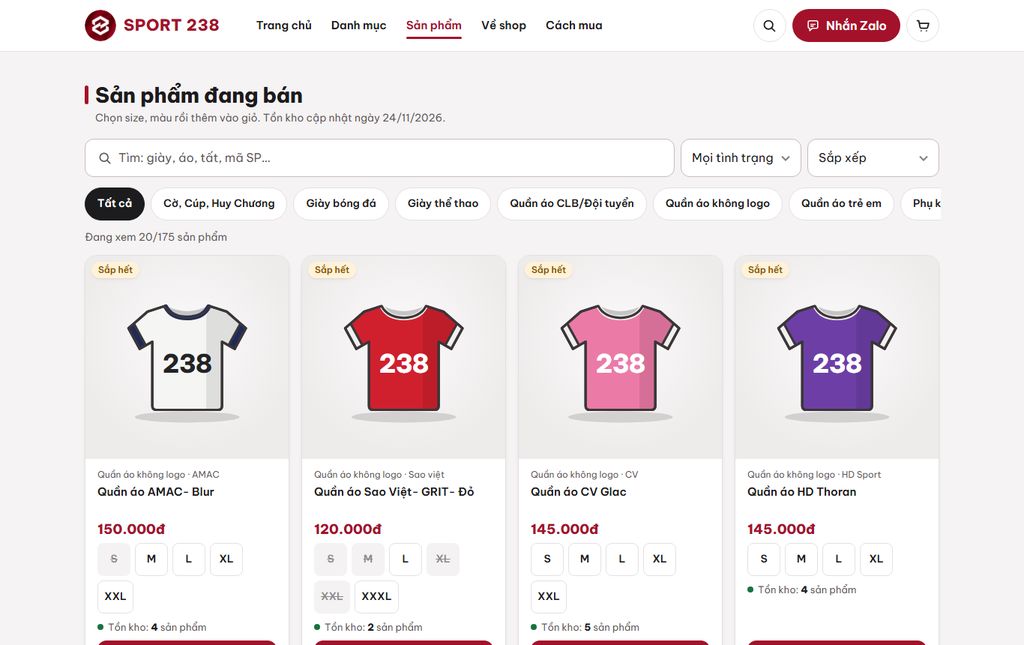 SPORT 238
Trang chủ
Danh mục
Sản phẩm
Về shop
Cách mua
Nhắn Zalo
Sản phẩm đang bán
Chọn size, màu rồi thêm vào giỏ. Tồn kho cập nhật ngày 24/11/2026.
Tìm: giày, áo, tất, mã SP...
Mọi tình trạng
Sắp xếp
Tất cả
Cờ, Cúp, Huy Chương
Giày bóng đá
Giày thể thao
Quần áo CLB/Đội tuyển
Quần áo không logo
Quần áo trẻ em
Phụ k
Đang xem 20/175 sản phẩm
Sắp hết
238
Quần áo không logo · AMAC
Quần áo AMAC- Blur
150.000đ
S M L XL
XXL
Tồn kho: 4 sản phẩm
Sắp hết
238
Quần áo không logo · Sao việt
Quần áo Sao Việt- GRIT- Đỏ
120.000đ
S M L XL
XXL XXXL
Tồn kho: 2 sản phẩm
Sắp hết
238
Quần áo không logo · CV
Quần áo CV Glac
145.000đ
S M L XL
XXL
Tồn kho: 5 sản phẩm
Sắp hết
238
Quần áo không logo · HD Sport
Quần áo HD Thoran
145.000đ
S M L XL
Tồn kho: 4 sản phẩm